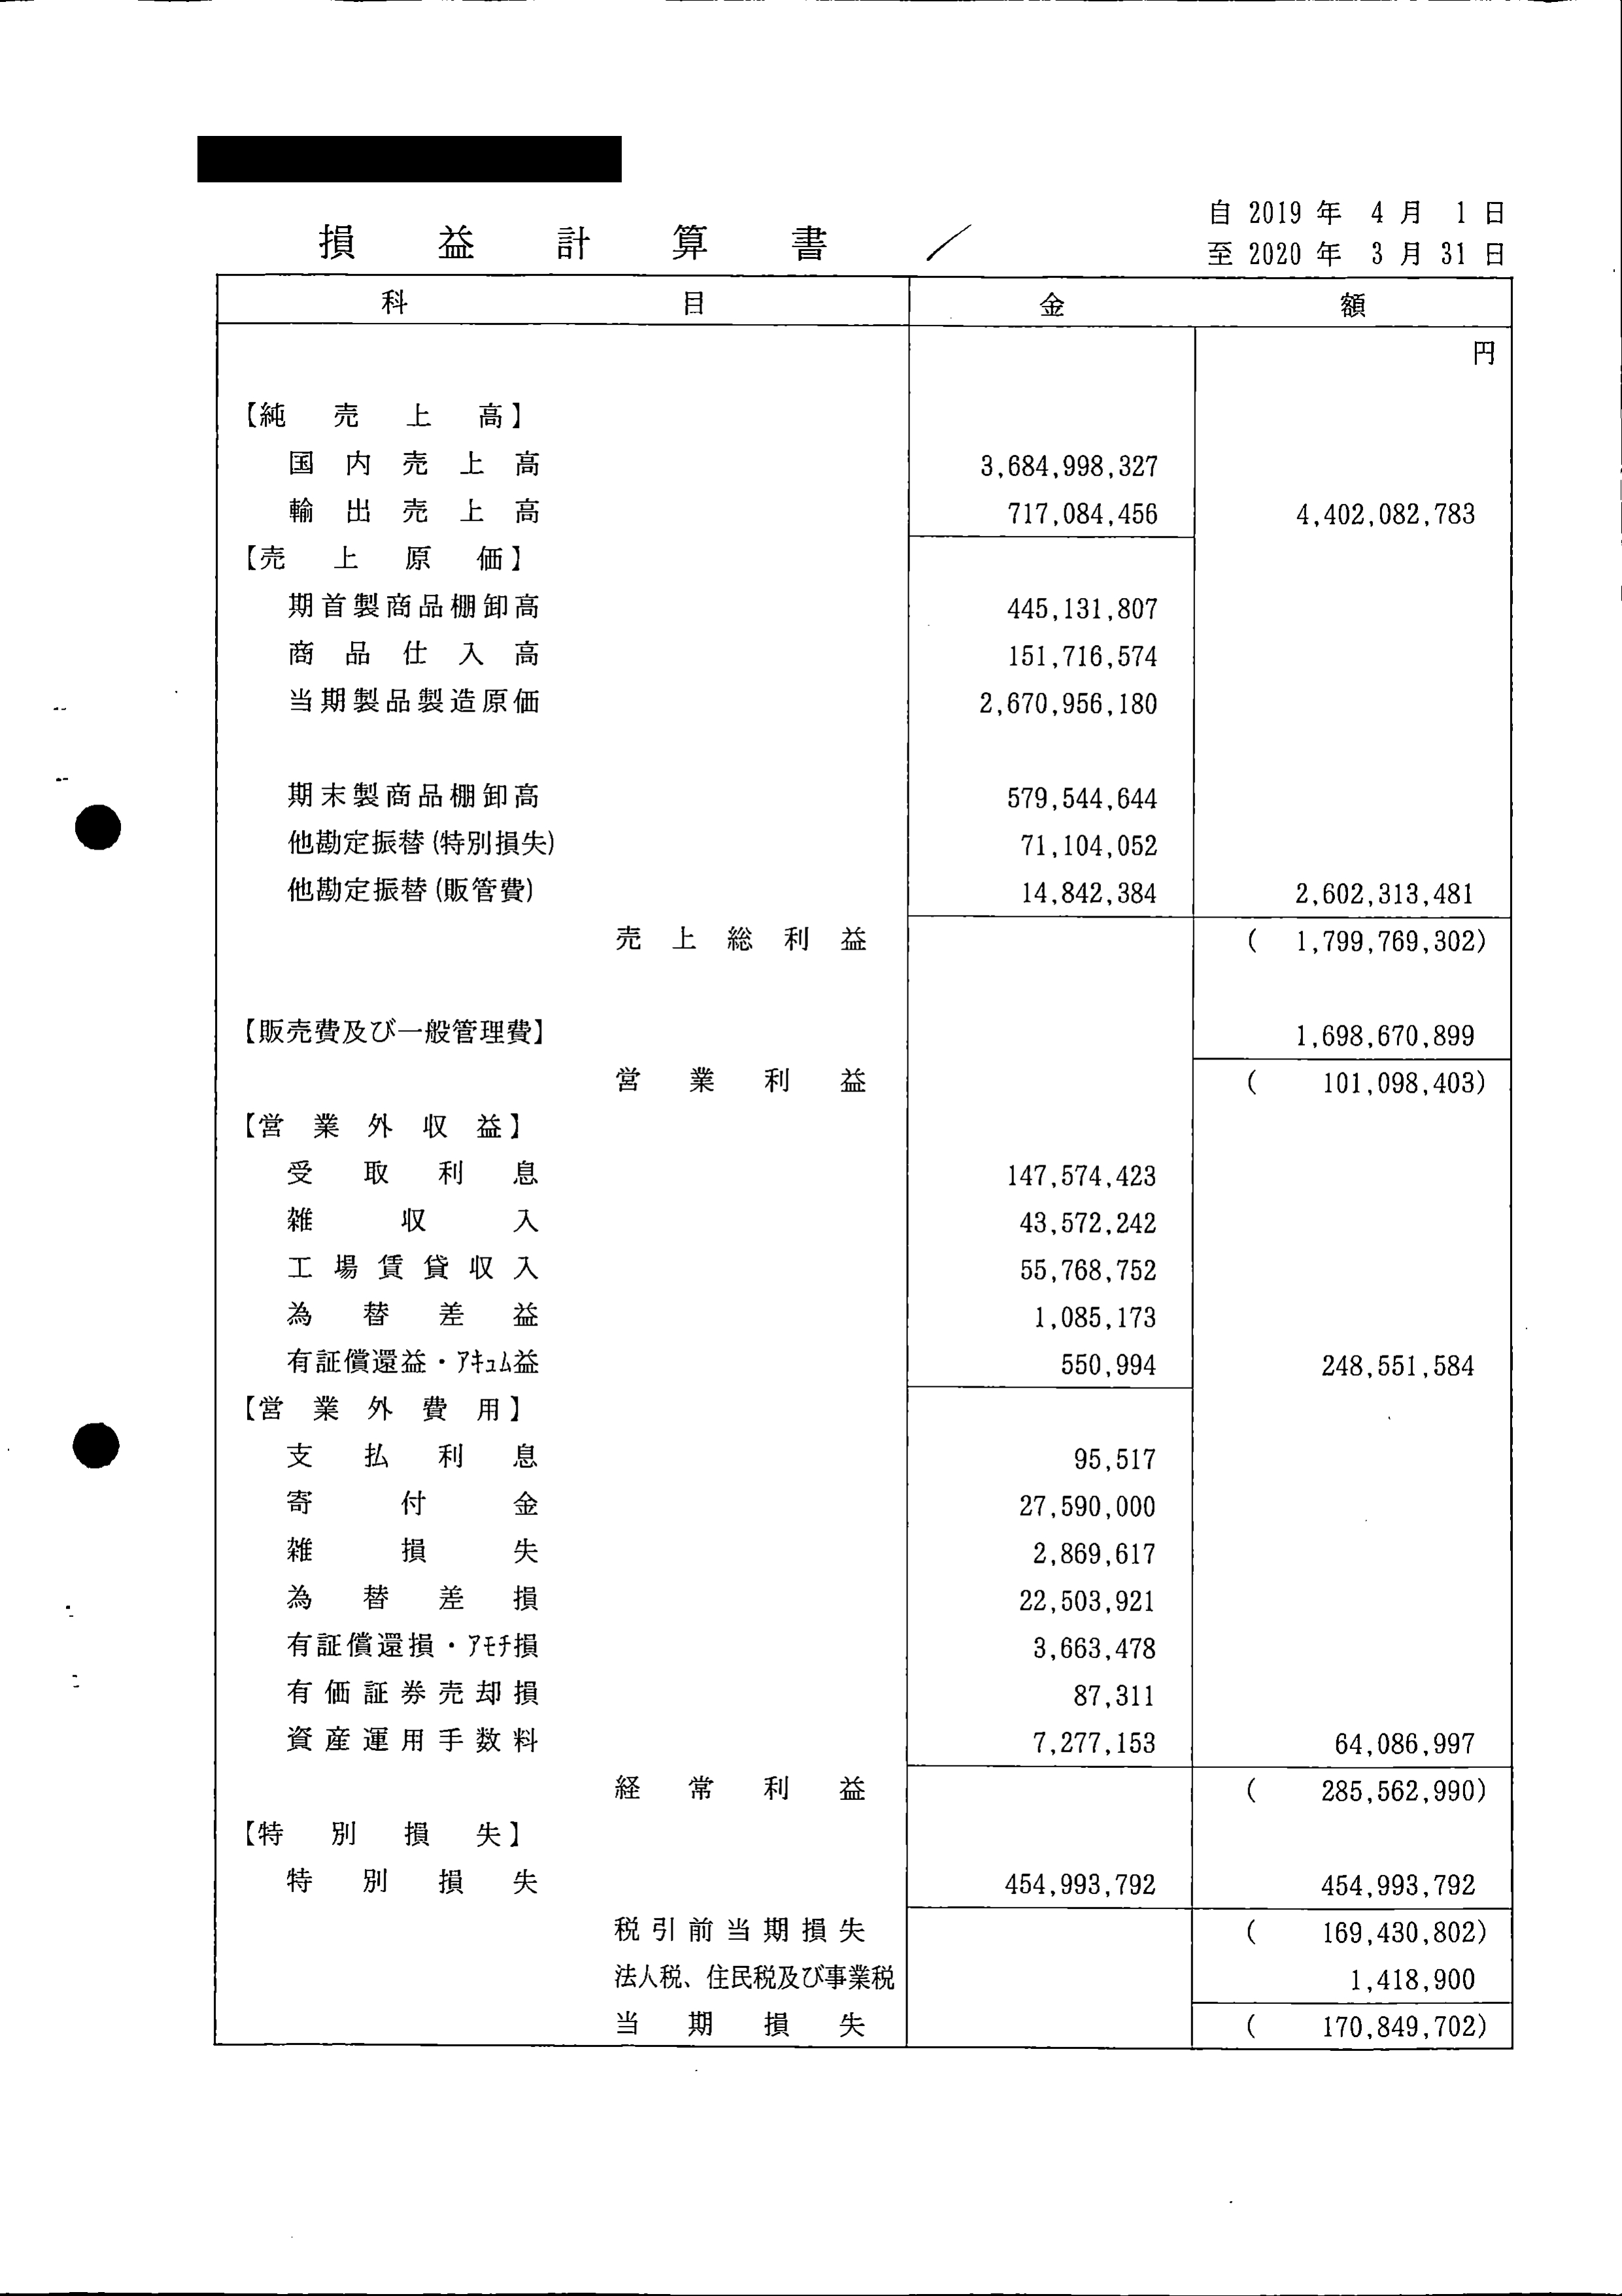 自 2019 年 4 月 1 日
損益計算書
至 2020 年 3 月 31 日
科目 金額
円
【純売上高】
国内売上高 3,684,998,327
輸出売上高 717,084,456 4,402,082,783
【売上原価】
期首製商品棚卸高 445,131,807
商品仕入高 151,716,574
当期製品製造原価 2,670,956,180
期末製商品棚卸高 579,544,644
他勘定振替(特別損失) 71,104,052
他勘定振替(販管費) 14,842,384 2,602,313,481
売上総利益 ( 1,799,769,302)
【販売費及び一般管理費】 1,698,670,899
営業利益 ( 101,098,403)
【営業外収益】
受取利息 147,574,423
雑収入 43,572,242
工場賃貸収入 55,768,752
為替差益 1,085,173
有証償還益・ｱｷｭﾑ益 550,994 248,551,584
【営業外費用】
支払利息 95,517
寄付金 27,590,000
雑損失 2,869,617
為替差損 22,503,921
有証償還損・ｱﾓﾁ損 3,663,478
有価証券売却損 87,311
資産運用手数料 7,277,153 64,086,997
経常利益 ( 285,562,990)
【特別損失】
特別損失 454,993,792 454,993,792
税引前当期損失 ( 169,430,802)
法人税、住民税及び事業税 1,418,900
当期損失 ( 170,849,702)